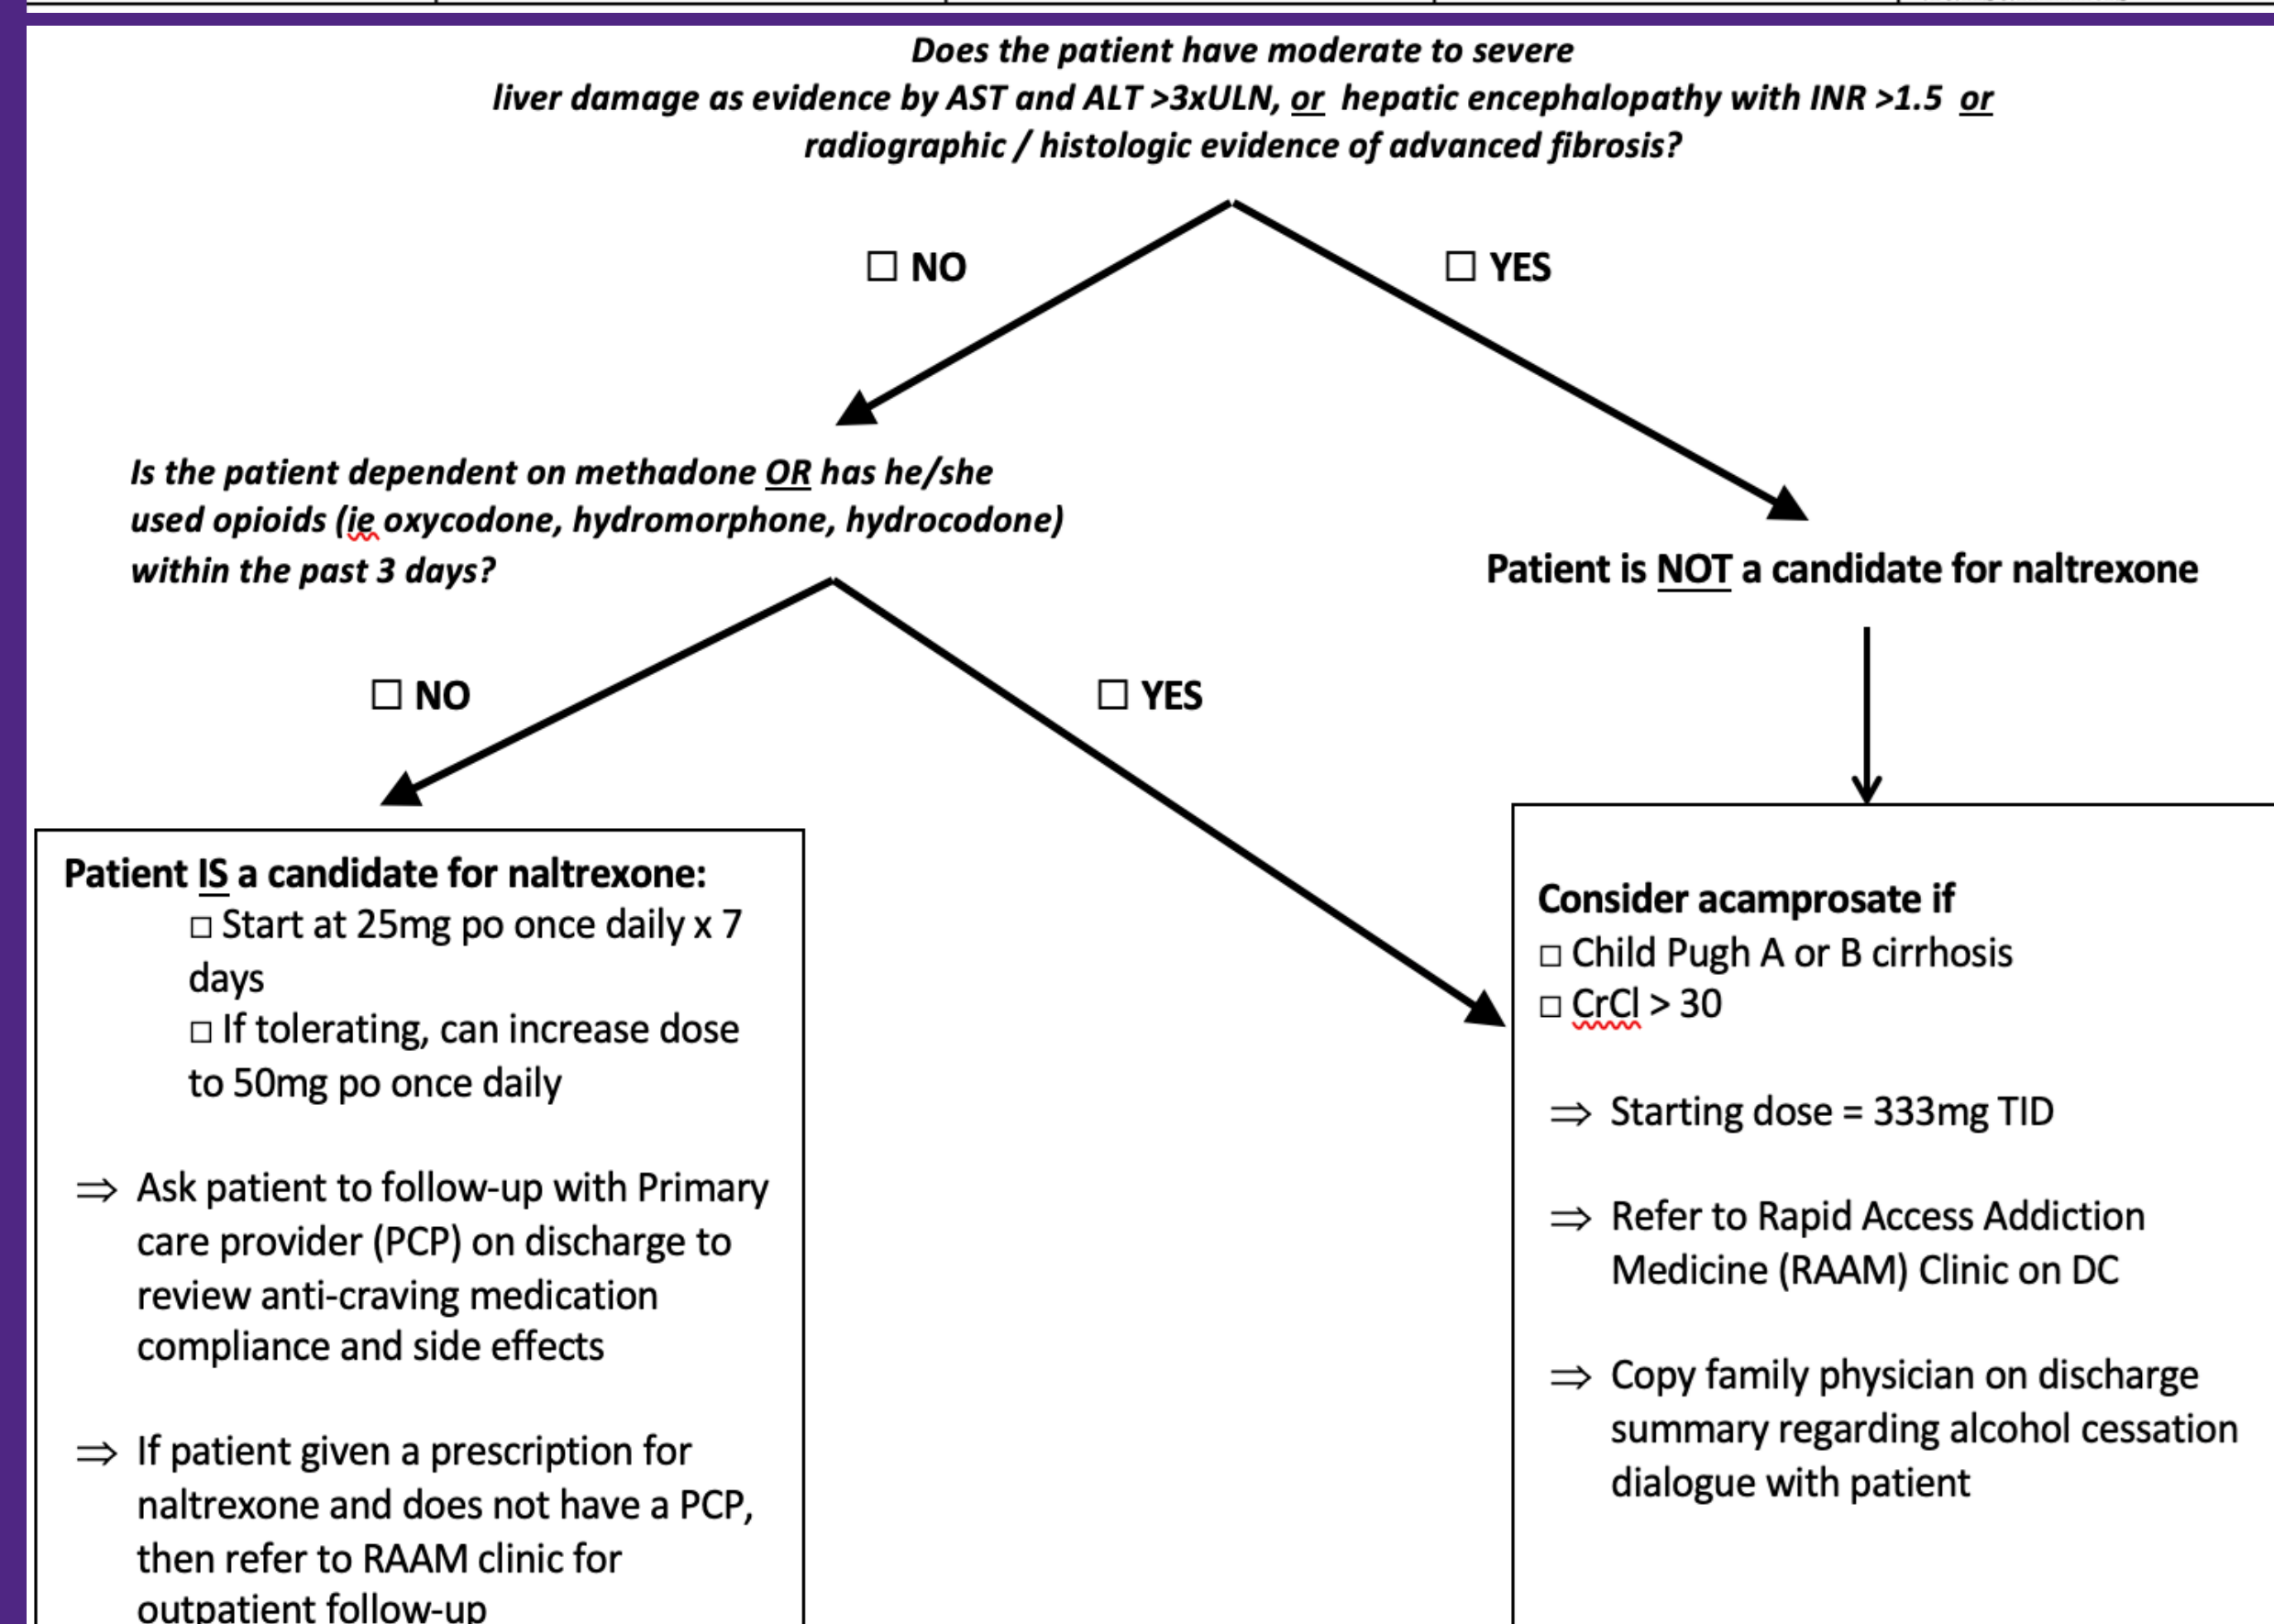 Does the patient have moderate to severe
liver damage as evidence by AST and ALT >3xULN, or hepatic encephalopathy with INR >1.5 or
radiographic / histologic evidence of advanced fibrosis?
☐ NO
☐ YES
Is the patient dependent on methadone OR has he/she
used opioids (ie oxycodone, hydromorphone, hydrocodone)
within the past 3 days?
Patient is NOT a candidate for naltrexone
☐ NO
☐ YES
Patient IS a candidate for naltrexone:
□ Start at 25mg po once daily x 7
days
□ If tolerating, can increase dose
to 50mg po once daily
⇒ Ask patient to follow-up with Primary
care provider (PCP) on discharge to
review anti-craving medication
compliance and side effects
⇒ If patient given a prescription for
naltrexone and does not have a PCP,
then refer to RAAM clinic for
outpatient follow-up
Consider acamprosate if
□ Child Pugh A or B cirrhosis
□ CrCl > 30
⇒ Starting dose = 333mg TID
⇒ Refer to Rapid Access Addiction
Medicine (RAAM) Clinic on DC
⇒ Copy family physician on discharge
summary regarding alcohol cessation
dialogue with patient